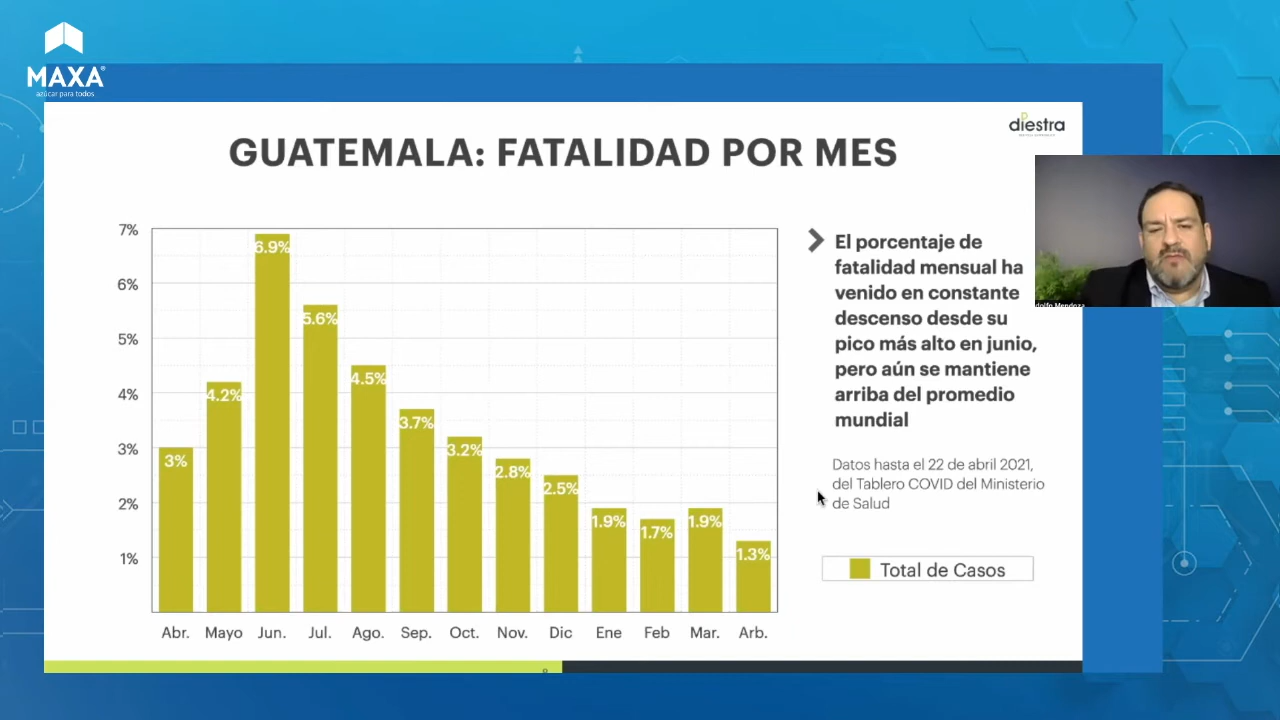 MAXA®
azúcar para todos
diestra
GUATEMALA: FATALIDAD POR MES
7%
6%
5%
4%
3%
2%
1%
3%
4.2%
6.9%
5.6%
4.5%
3.7%
3.2%
2.8%
2.5%
1.9%
1.7%
1.9%
1.3%
Abr. Mayo Jun. Jul. Ago. Sep. Oct. Nov. Dic Ene Feb Mar. Arb.
El porcentaje de
fatalidad mensual ha
venido en constante
descenso desde su
pico más alto en junio,
pero aún se mantiene
arriba del promedio
mundial
Datos hasta el 22 de abril 2021,
del Tablero COVID del Ministerio
de Salud
Total de Casos
dolfo Mendoza